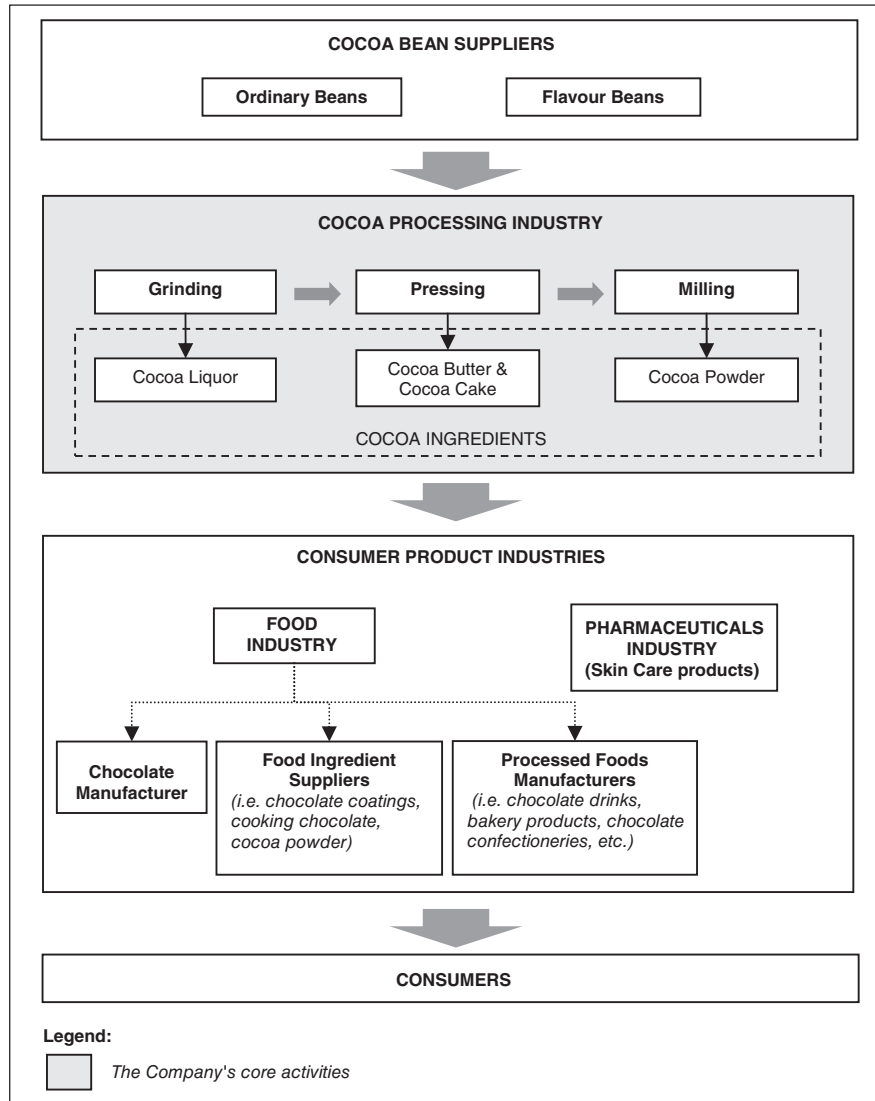 COCOA BEAN SUPPLIERS
Ordinary Beans
Flavour Beans
COCOA PROCESSING INDUSTRY
Grinding
Pressing
Milling
Cocoa Liquor
Cocoa Butter &
Cocoa Cake
Cocoa Powder
COCOA INGREDIENTS
CONSUMER PRODUCT INDUSTRIES
FOOD
INDUSTRY
PHARMACEUTICALS
INDUSTRY
(Skin Care products)
Chocolate
Manufacturer
Food Ingredient
Suppliers
(i.e. chocolate coatings,
cooking chocolate,
cocoa powder)
Processed Foods
Manufacturers
(i.e. chocolate drinks,
bakery products, chocolate
confectioneries, etc.)
CONSUMERS
Legend:
The Company's core activities